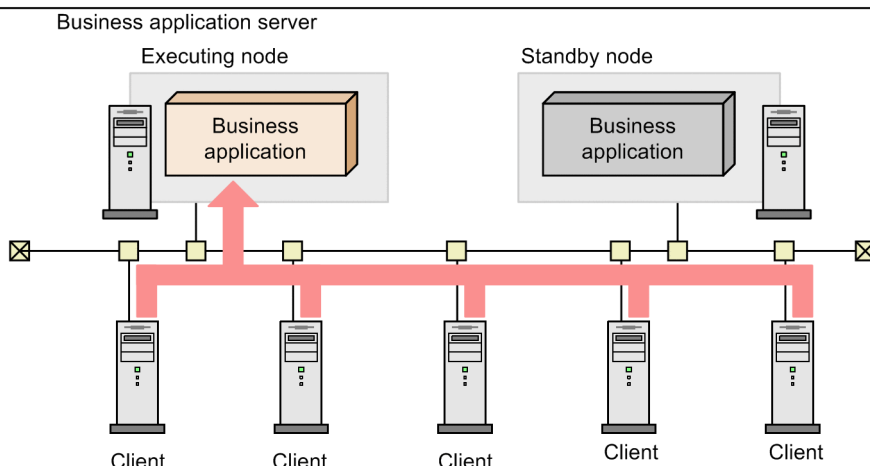 Business application server
Executing node
Standby node
Business
application
Business
application
Client
Client
Client
Client
Client